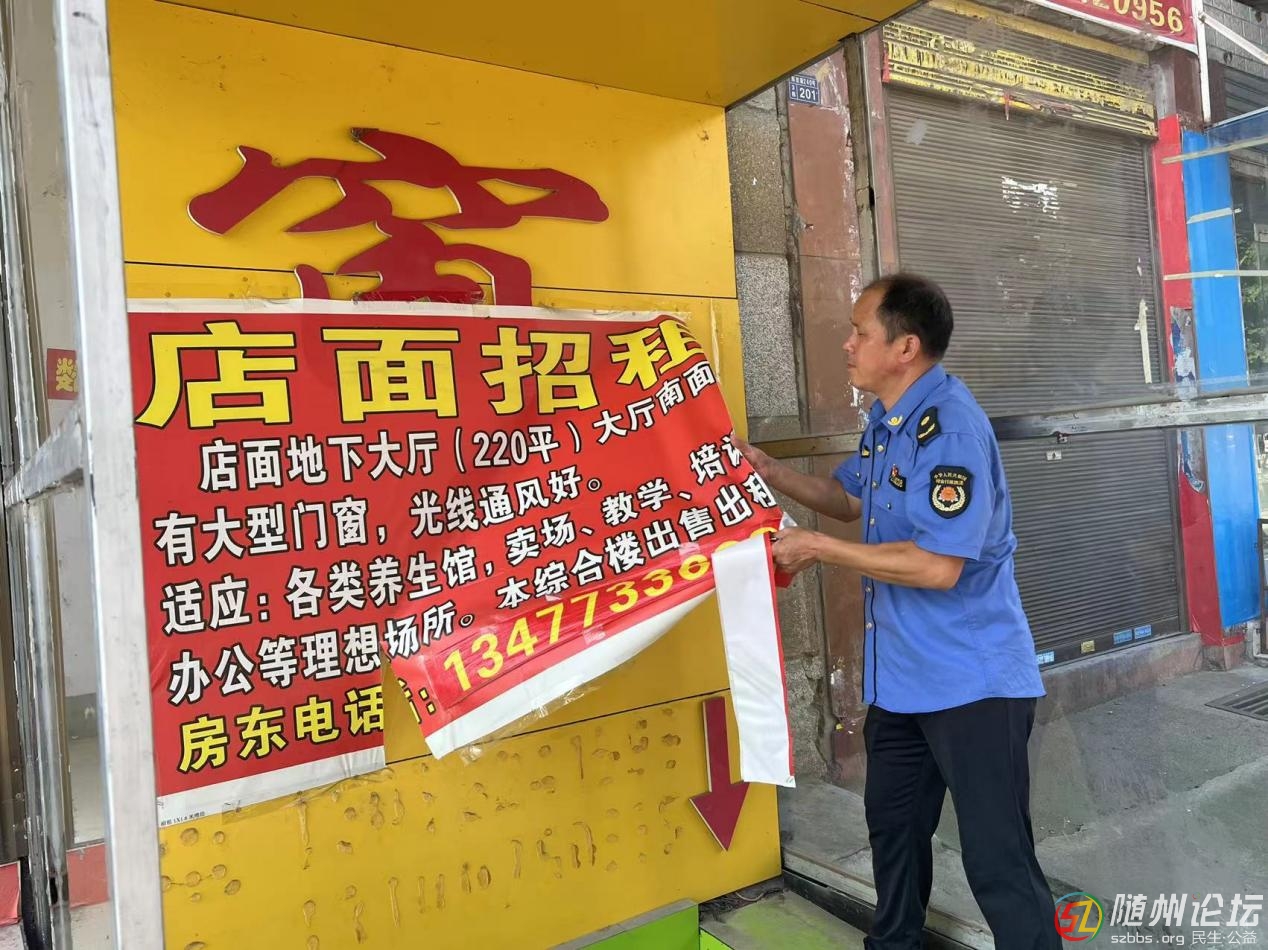 20956
201
店面招租
店面地下大厅（220平）大厅南面
有大型门窗，光线通风好。
适应：各类养生馆，卖场、教学、培训
办公等理想场所。本综合楼出售出租
房东电话：134773380
随州论坛
szbbs.org 民生·公益